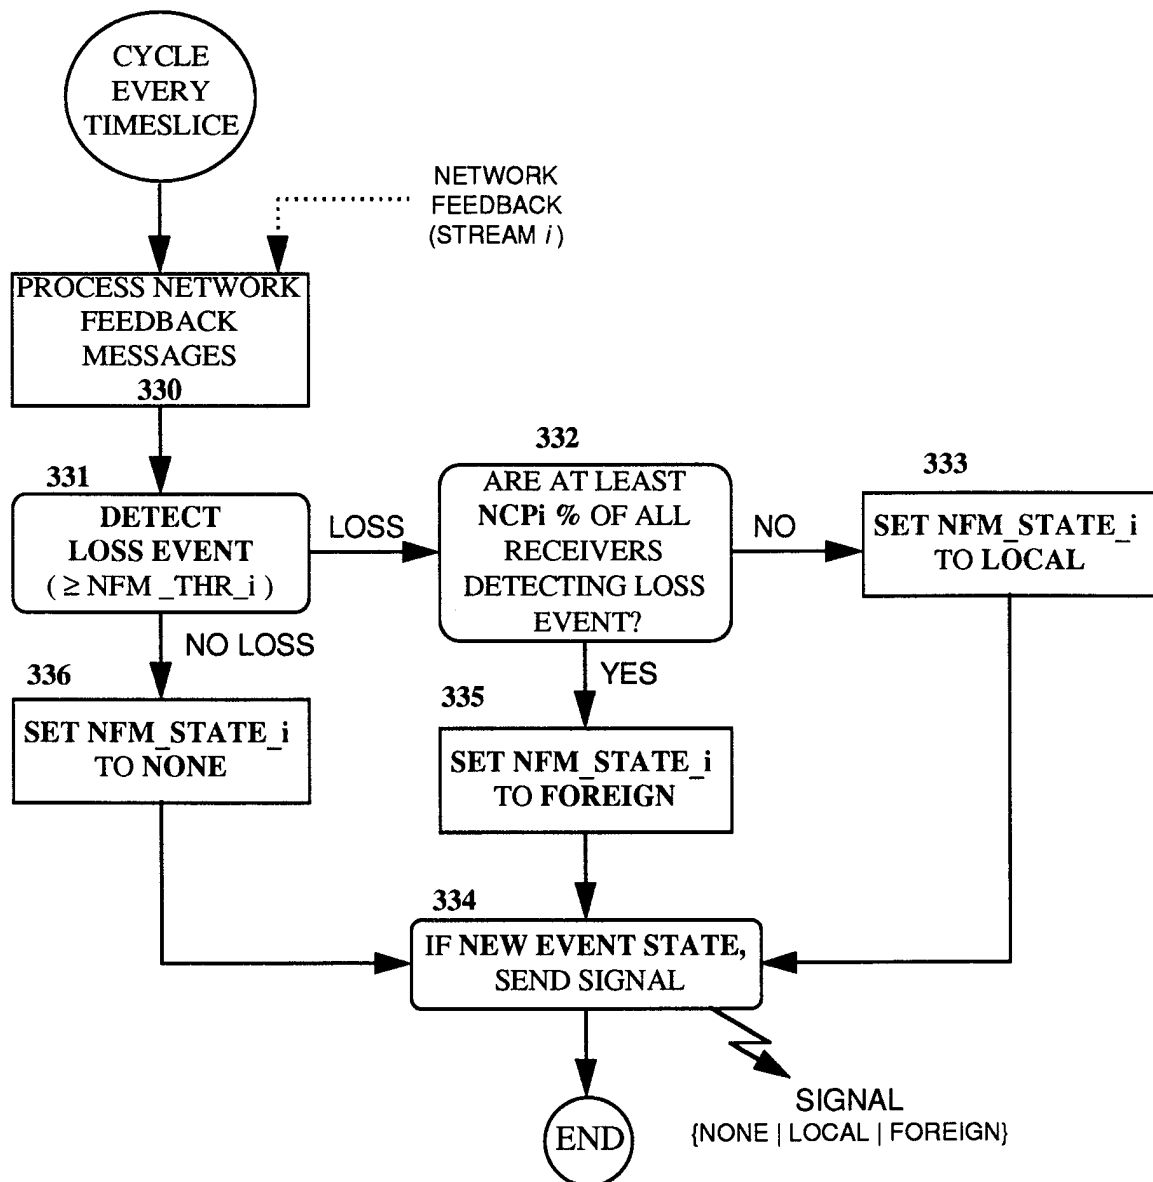 CYCLE
EVERY
TIMESLICE
NETWORK
FEEDBACK
(STREAM i)
PROCESS NETWORK
FEEDBACK
MESSAGES
330
331
DETECT
LOSS EVENT
( ≥ NFM _THR_i )
LOSS
332
ARE AT LEAST
NCPi % OF ALL
RECEIVERS
DETECTING LOSS
EVENT?
NO
333
SET NFM_STATE_i
TO LOCAL
NO LOSS
336
SET NFM_STATE_i
TO NONE
YES
335
SET NFM_STATE_i
TO FOREIGN
334
IF NEW EVENT STATE,
SEND SIGNAL
SIGNAL
{NONE | LOCAL | FOREIGN}
END